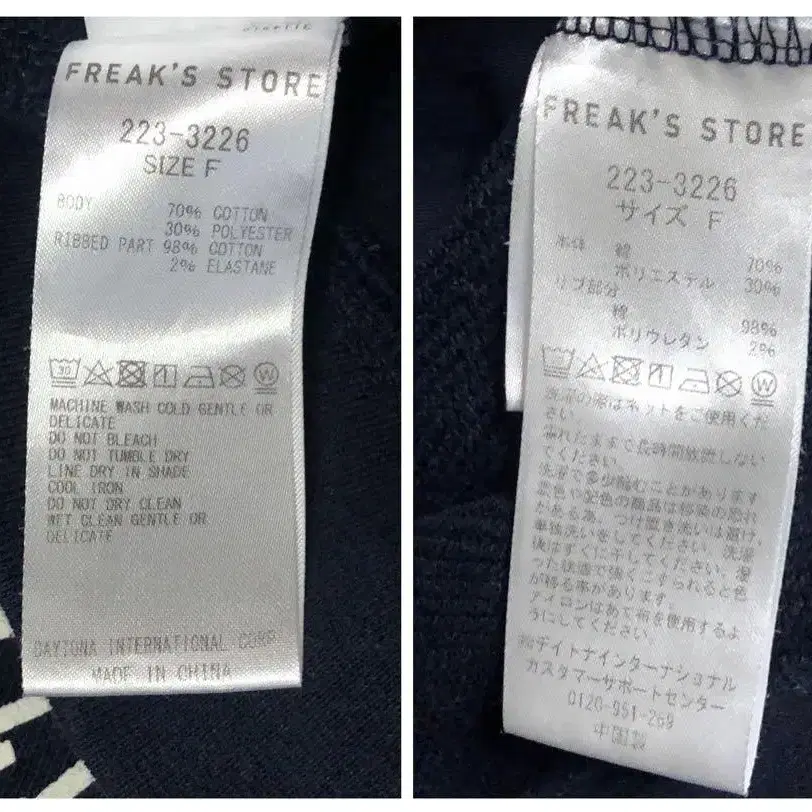 FREAK'S STORE
223-3226
SIZE F
BODY 70% COTTON
30% POLYESTER
RIBBED PART 98% COTTON
2% ELASTANE
30
W
MACHINE WASH COLD GENTLE OR
DELICATE
DO NOT BLEACH
DO NOT TUMBLE DRY
LINE DRY IN SHADE
COOL IRON
DO NOT DRY CLEAN
WET CLEAN GENTLE OR
DELICATE
DAYTONA INTERNATIONAL CORP
MADE IN CHINA
FREAK'S STORE
223-3226
サイズ F
本体 綿 70%
ポリエステル 30%
リブ部分
綿 98%
ポリウレタン 2%
W
洗濯の際はネットをご使用くだ
さい。
濡れたままで長時間放置しない
でください。
洗濯で多少縮むことがあります
濃色や配色の商品は移染の恐れ
がある為、つけ置き洗いは避け、
単独洗いをしてください。洗濯
後はすぐに干してください。湿
った状態で強くこすられると色
が移る事があります。
アイロンはあて布を使用するよ
うにしてください。
㈱デイトナインターナショナル
カスタマーサポートセンター
0120-951-269
中国製